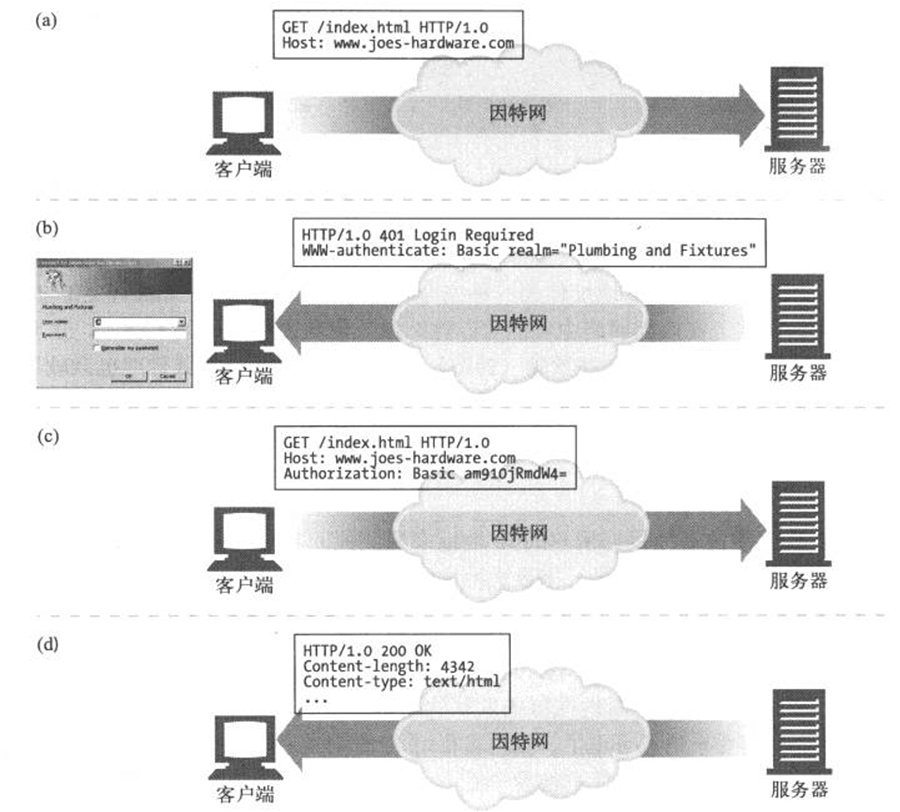 (a)
GET /index.html HTTP/1.0
Host: www.joes-hardware.com
因特网
客户端
服务器
(b)
HTTP/1.0 401 Login Required
WWW-authenticate: Basic realm="Plumbing and Fixtures"
Plumbing and Fixtures
User name:
Password:
Remember my password
OK
Cancel
因特网
客户端
服务器
(c)
GET /index.html HTTP/1.0
Host: www.joes-hardware.com
Authorization: Basic am910jRmdW4=
因特网
客户端
服务器
(d)
HTTP/1.0 200 OK
Content-length: 4342
Content-type: text/html
...
因特网
客户端
服务器